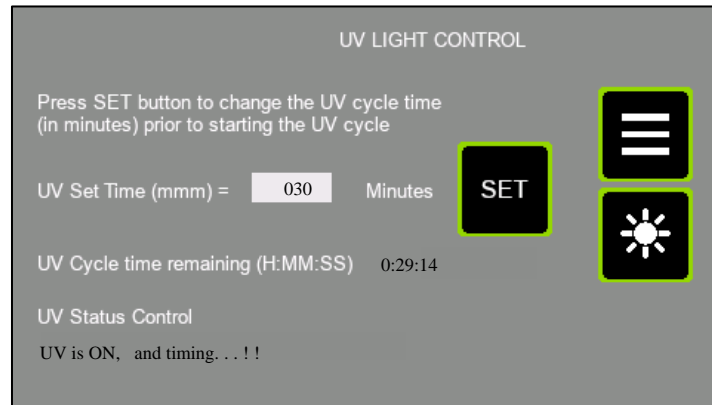 UV LIGHT CONTROL
Press SET button to change the UV cycle time
(in minutes) prior to starting the UV cycle
UV Set Time (mmm) = 030 Minutes SET
UV Cycle time remaining (H:MM:SS) 0:29:14
UV Status Control
UV is ON, and timing. . . ! !